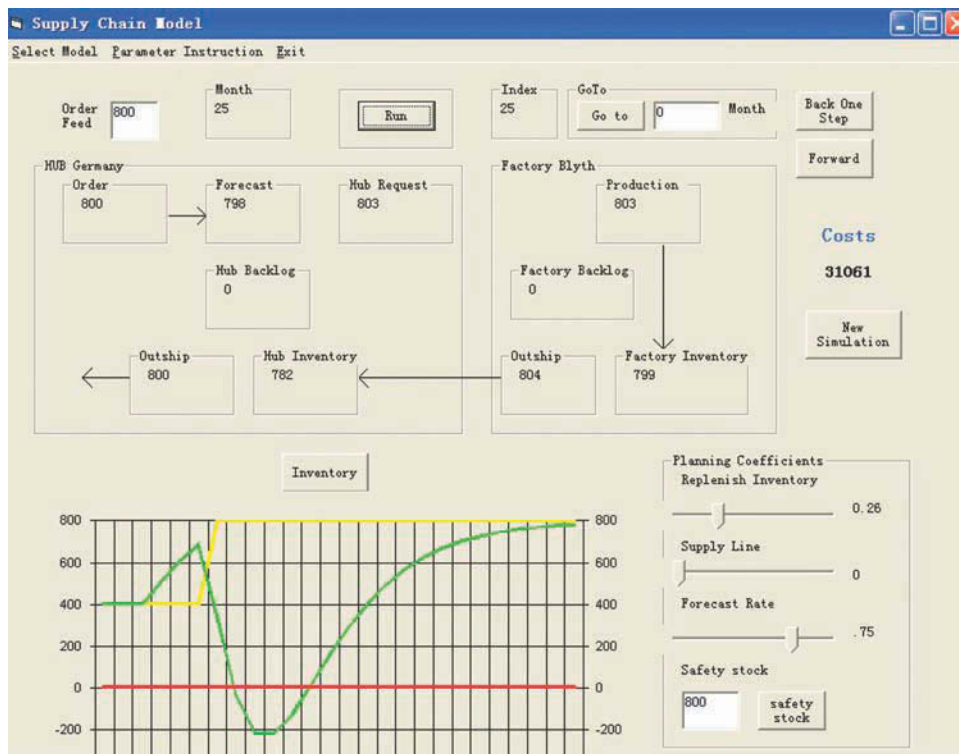 Supply Chain Model
Select Model Parameter Instruction Exit
Order Feed
800
Month
25
Run
Index
25
GoTo
Go to
0
Month
Back One Step
Forward
HUB Germany
Order
800
Forecast
798
Hub Request
803
Hub Backlog
0
Outship
800
Hub Inventory
782
Factory Blyth
Production
803
Factory Backlog
0
Outship
804
Factory Inventory
799
Costs
31061
New Simulation
Inventory
800
600
400
200
0
-200
800
600
400
200
0
-200
Planning Coefficients
Replenish Inventory
0.26
Supply Line
0
Forecast Rate
.75
Safety stock
800
safety stock